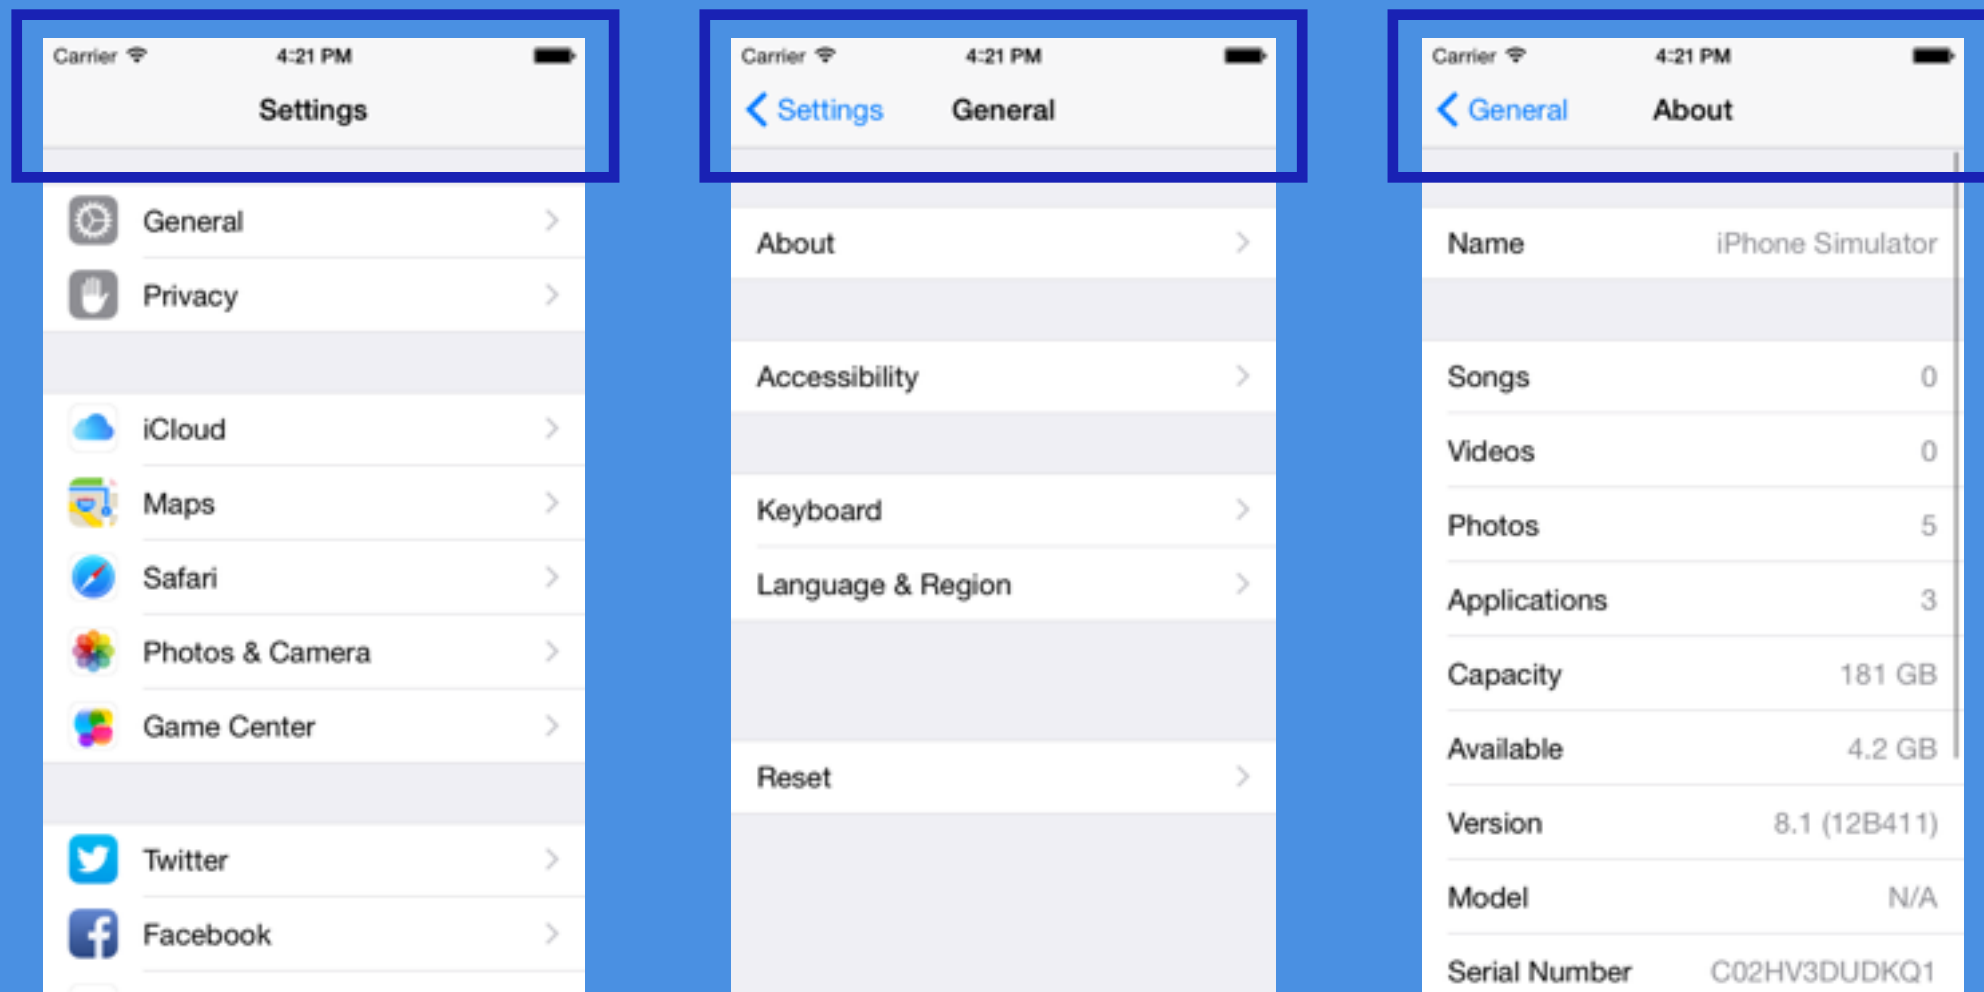 Carrier 4:21 PM
Settings
General
Privacy
iCloud
Maps
Safari
Photos & Camera
Game Center
Twitter
Facebook
Carrier 4:21 PM
Settings General
About
Accessibility
Keyboard
Language & Region
Reset
Carrier 4:21 PM
General About
Name iPhone Simulator
Songs 0
Videos 0
Photos 5
Applications 3
Capacity 181 GB
Available 4.2 GB
Version 8.1 (12B411)
Model N/A
Serial Number C02HV3DUDKQ1